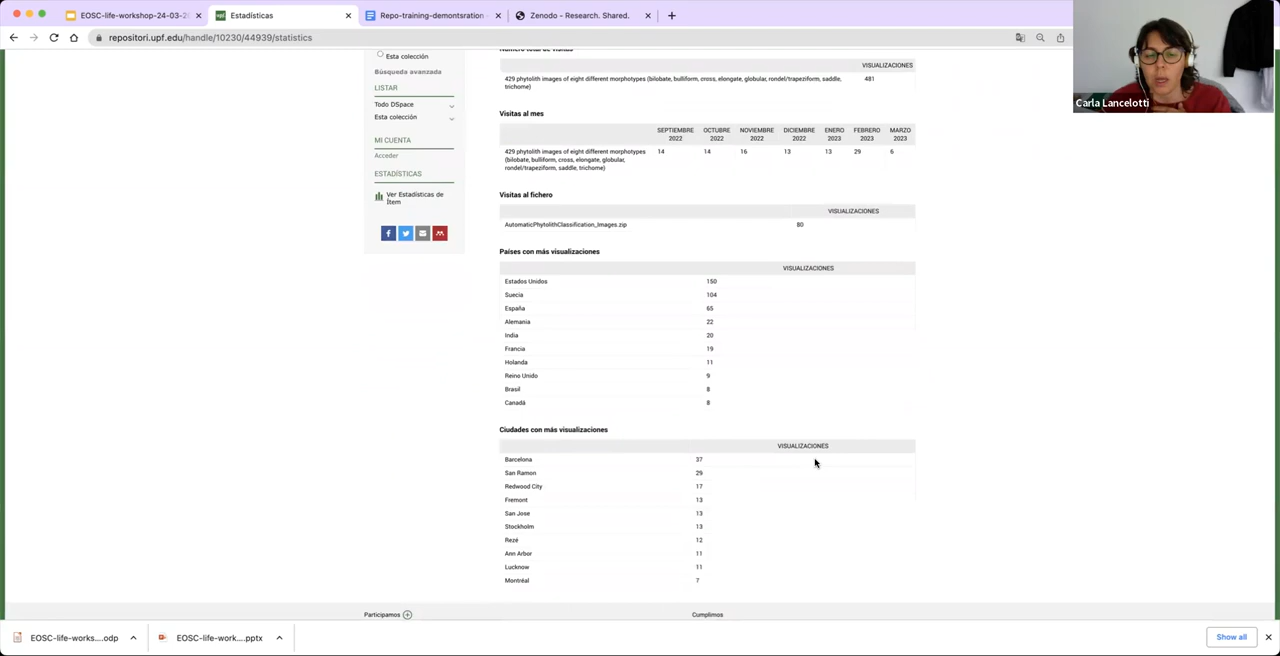 EOSC-life-workshop-24-03-2
Estadísticas
Repo-training-demontsration
Zenodo - Research. Shared.
repositori.upf.edu/handle/10230/44939/statistics
Carla Lancelotti
Esta colección
Búsqueda avanzada
LISTAR
Todo DSpace
Esta colección
MI CUENTA
Acceder
ESTADÍSTICAS
Ver Estadísticas de
Ítem
Número total de visitas
VISUALIZACIONES
429 phytolith images of eight different morphotypes (bilobate, bulliform, cross, elongate, globular, rondel/trapeziform, saddle, 481
trichome)
Visitas al mes
SEPTIEMBRE OCTUBRE NOVIEMBRE DICIEMBRE ENERO FEBRERO MARZO
2022 2022 2022 2022 2023 2023 2023
429 phytolith images of eight different morphotypes 14 14 16 13 13 29 6
(bilobate, bulliform, cross, elongate, globular,
rondel/trapeziform, saddle, trichome)
Visitas al fichero
VISUALIZACIONES
AutomaticPhytolithClassification_Images.zip 80
Países con más visualizaciones
VISUALIZACIONES
Estados Unidos 150
Suecia 104
España 65
Alemania 22
India 20
Francia 19
Holanda 11
Reino Unido 9
Brasil 8
Canadá 8
Ciudades con más visualizaciones
VISUALIZACIONES
Barcelona 37
San Ramon 29
Redwood City 17
Fremont 13
San Jose 13
Stockholm 13
Rezé 12
Ann Arbor 11
Lucknow 11
Montréal 7
Participamos Cumplimos
EOSC-life-works....odp
EOSC-life-work....pptx
Show all